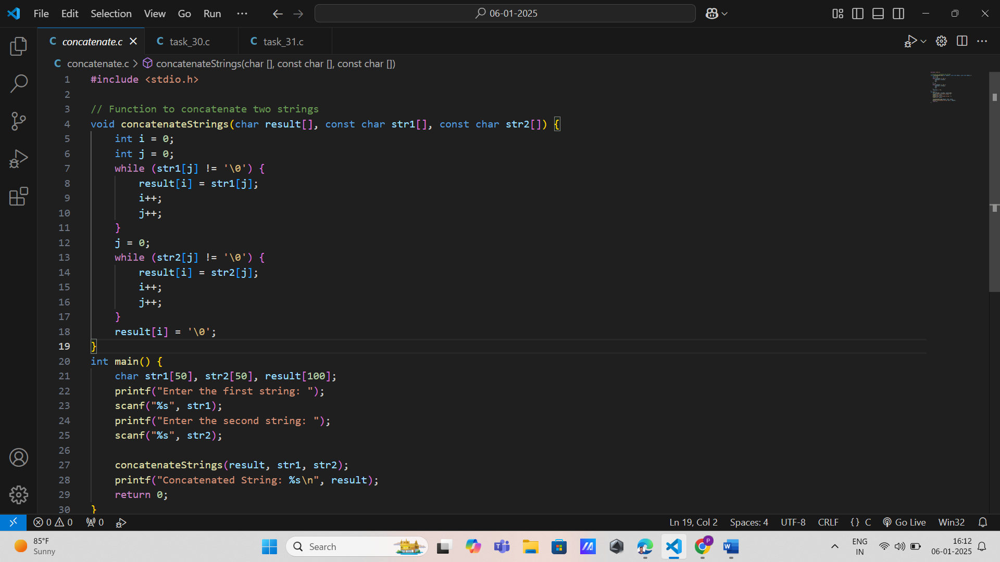 File Edit Selection View Go Run ··· 06-01-2025
C concatenate.c C task_30.c C task_31.c
C concatenate.c > concatenateStrings(char [], const char [], const char [])
1 #include <stdio.h>
2
3 // Function to concatenate two strings
4 void concatenateStrings(char result[], const char str1[], const char str2[]) {
5     int i = 0;
6     int j = 0;
7     while (str1[j] != '\0') {
8         result[i] = str1[j];
9         i++;
10         j++;
11     }
12     j = 0;
13     while (str2[j] != '\0') {
14         result[i] = str2[j];
15         i++;
16         j++;
17     }
18     result[i] = '\0';
19 }
20 int main() {
21     char str1[50], str2[50], result[100];
22     printf("Enter the first string: ");
23     scanf("%s", str1);
24     printf("Enter the second string: ");
25     scanf("%s", str2);
26
27     concatenateStrings(result, str1, str2);
28     printf("Concatenated String: %s\n", result);
29     return 0;
30 }
0 0 0 Ln 19, Col 2 Spaces: 4 UTF-8 CRLF {} C Go Live Win32
85°F
Sunny
Search
ENG
IN
16:12
06-01-2025